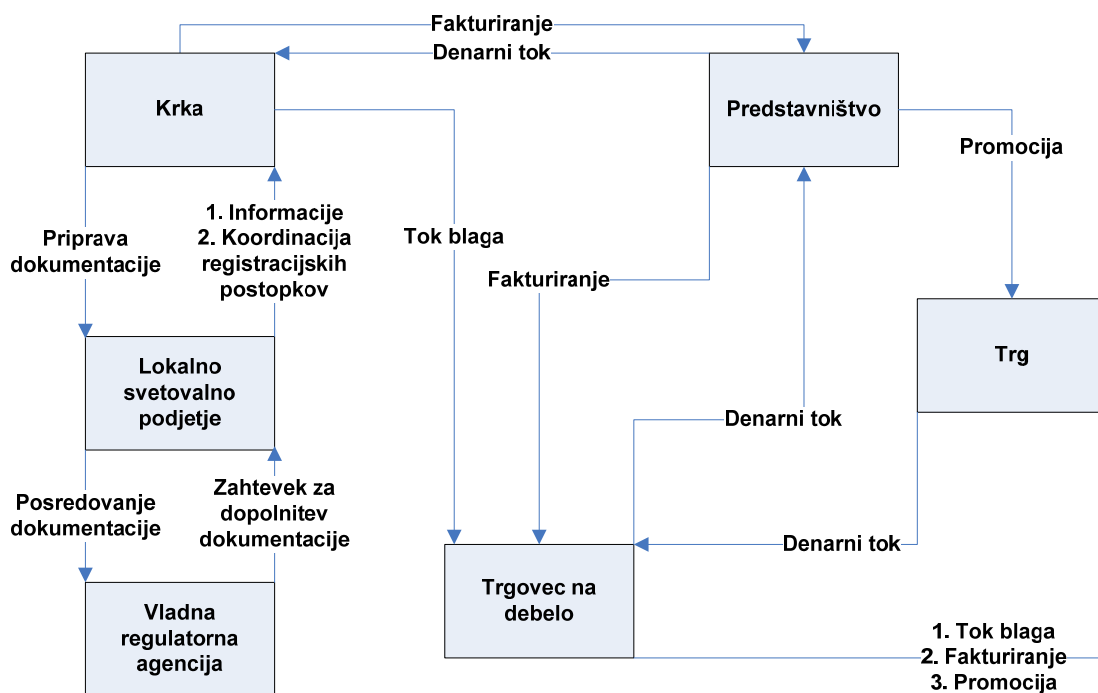 Fakturiranje
Denarni tok
Krka
Predstavništvo
Promocija
1. Informacije
2. Koordinacija
registracijskih
postopkov
Priprava
dokumentacije
Tok blaga
Fakturiranje
Lokalno
svetovalno
podjetje
Trg
Denarni tok
Posredovanje
dokumentacije
Zahtevek za
dopolnitev
dokumentacije
Denarni tok
Trgovec na
debelo
Vladna
regulatorna
agencija
1. Tok blaga
2. Fakturiranje
3. Promocija